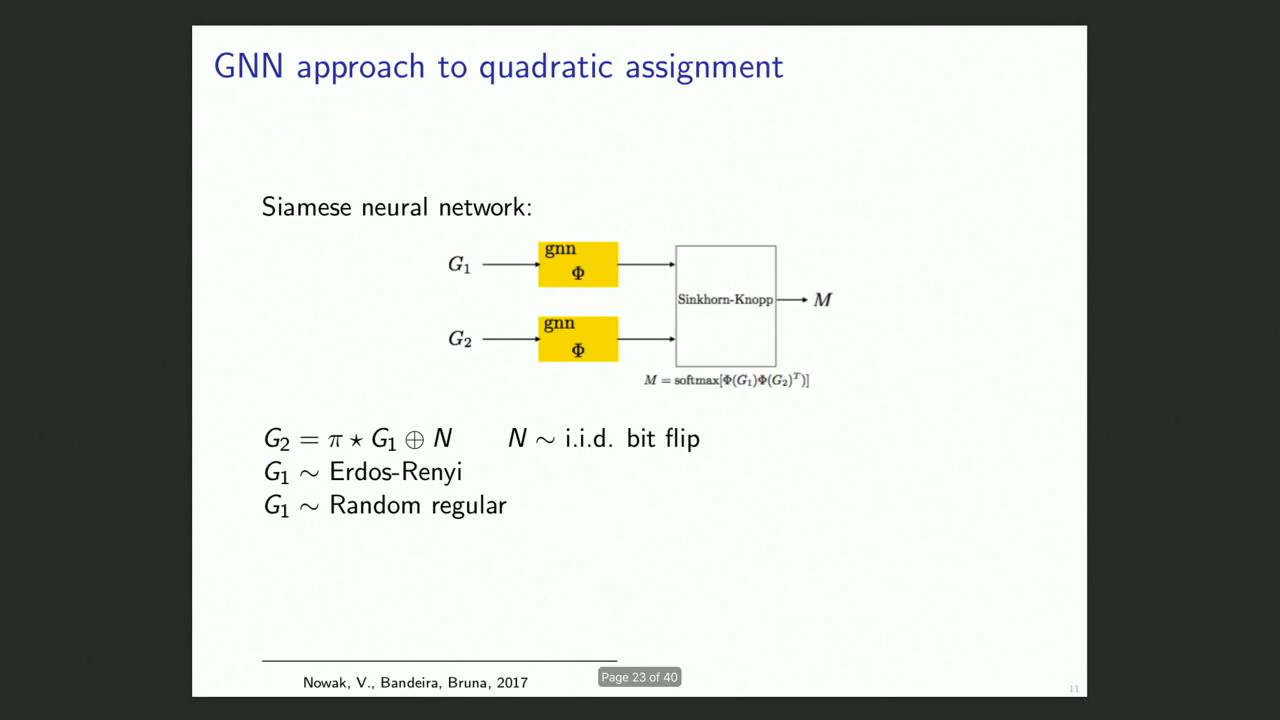 GNN approach to quadratic assignment
Siamese neural network:
G₁
gnn
Φ
G₂
gnn
Φ
Sinkhorn-Knopp
M
M = softmax[Φ(G₁)Φ(G₂)ᵀ)]
G₂ = π ⋆ G₁ ⊕ N N ∼ i.i.d. bit flip
G₁ ∼ Erdos-Renyi
G₁ ∼ Random regular
Nowak, V., Bandeira, Bruna, 2017
Page 23 of 40
11